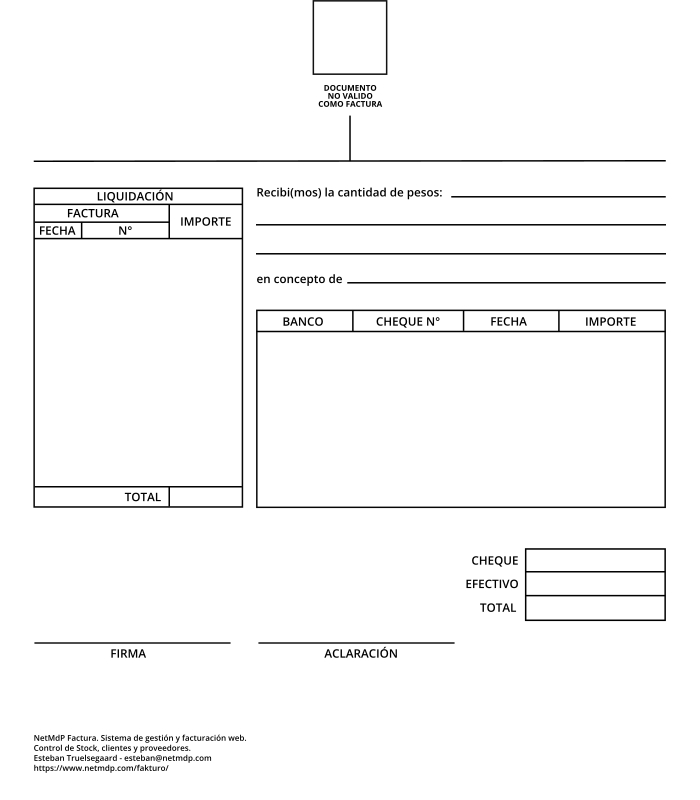 DOCUMENTO
NO VALIDO
COMO FACTURA
LIQUIDACIÓN
FACTURA
IMPORTE
FECHA N°
TOTAL
Recibi(mos) la cantidad de pesos:
en concepto de
BANCO CHEQUE N° FECHA IMPORTE
CHEQUE
EFECTIVO
TOTAL
FIRMA ACLARACIÓN
NetMdP Factura. Sistema de gestión y facturación web.
Control de Stock, clientes y proveedores.
Esteban Truelsegaard - esteban@netmdp.com
https://www.netmdp.com/fakturo/